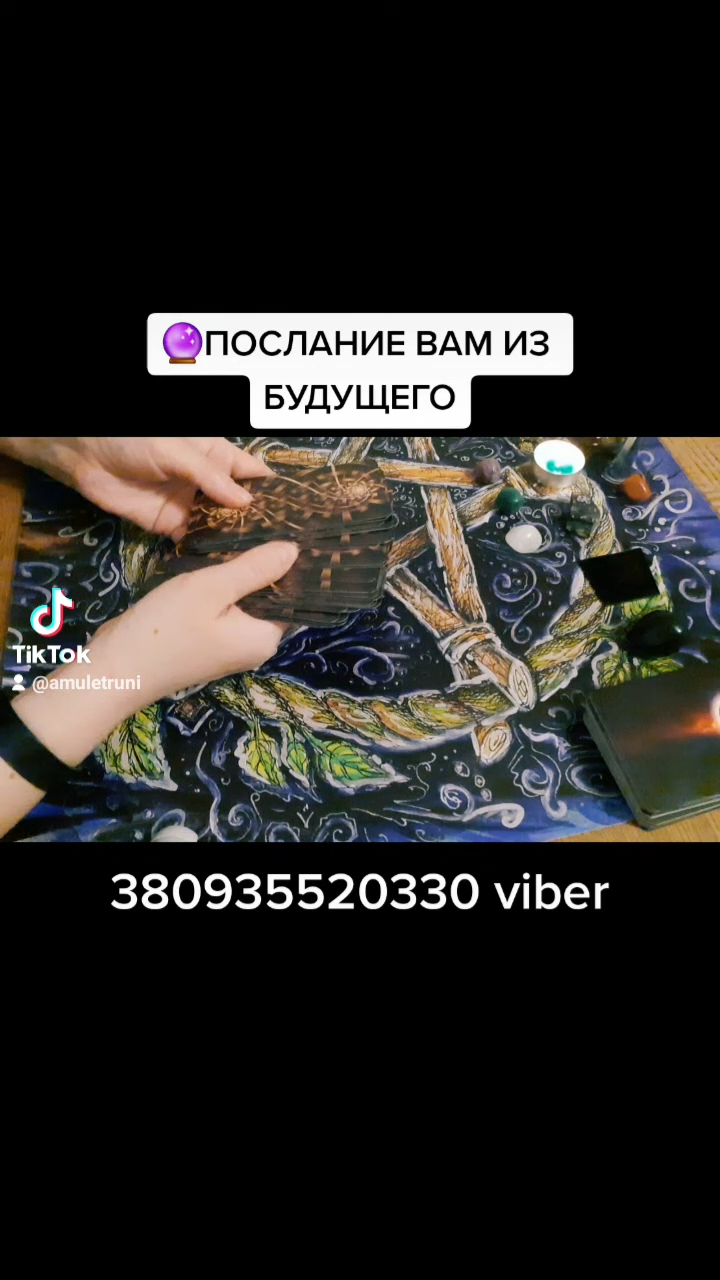 🔮ПОСЛАНИЕ ВАМ ИЗ
БУДУЩЕГО
TikTok
@amuletruni
380935520330 viber